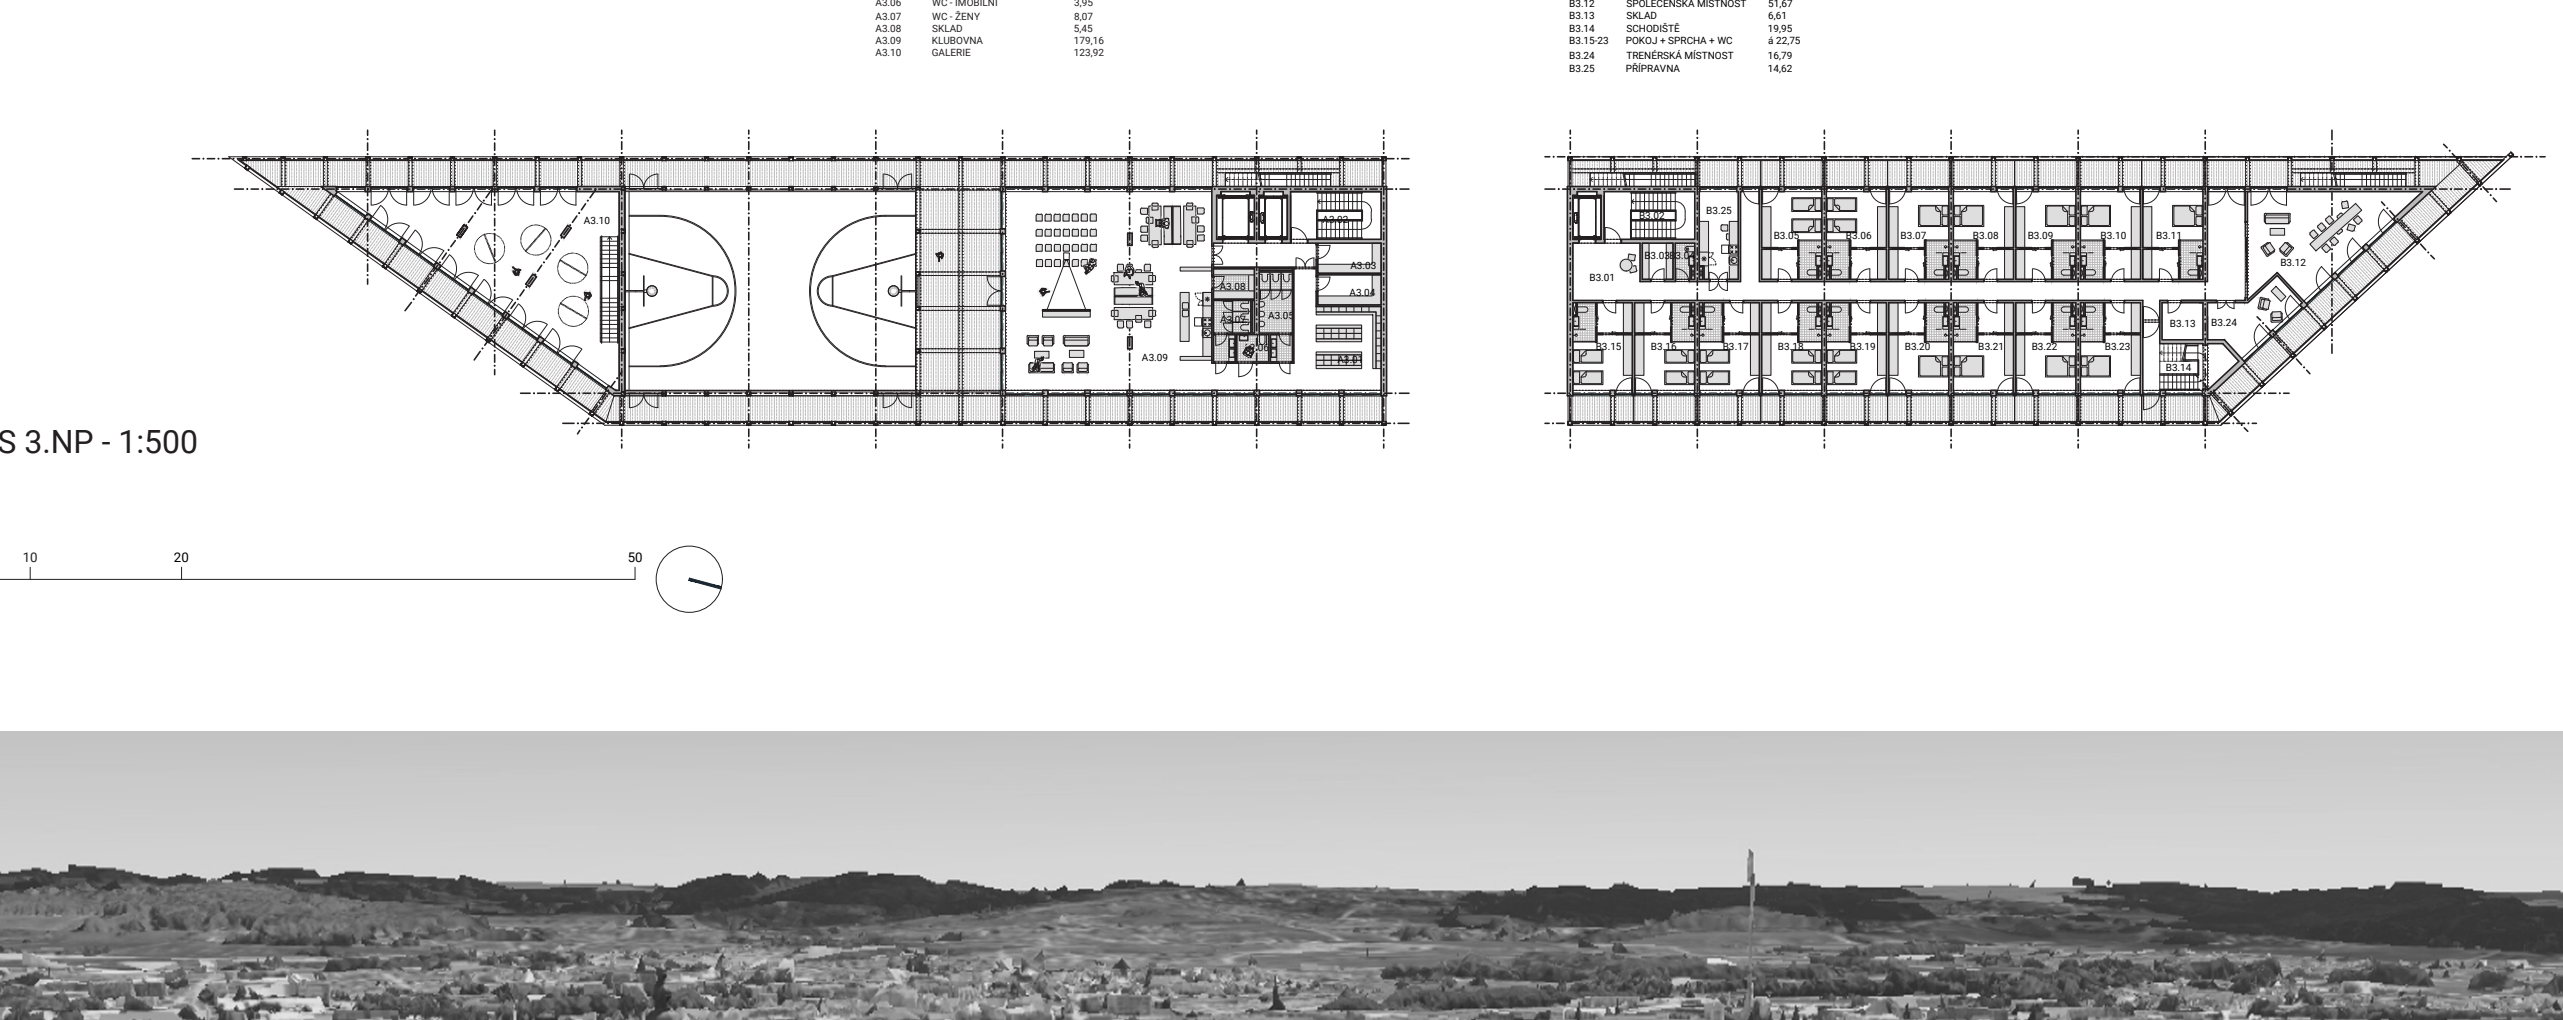 A3.06 WC - IMOBILNÍ 3,95
A3.07 WC - ŽENY 8,07
A3.08 SKLAD 5,45
A3.09 KLUBOVNA 179,16
A3.10 GALERIE 123,92
B3.12 SPOLEČENSKÁ MÍSTNOST 51,67
B3.13 SKLAD 6,61
B3.14 SCHODIŠTĚ 19,95
B3.15-23 POKOJ + SPRCHA + WC á 22,75
B3.24 TRENÉRSKÁ MÍSTNOST 16,79
B3.25 PŘÍPRAVNA 14,62
A3.10
A3.02
A3.03
A3.04
A3.08
A3.07
A3.05
A3.09
A3.01
B3.02
B3.25
B3.01
B3.03
B3.04
B3.05
B3.06
B3.07
B3.08
B3.09
B3.10
B3.11
B3.12
B3.13
B3.24
B3.14
B3.15
B3.16
B3.17
B3.18
B3.19
B3.20
B3.21
B3.22
B3.23
S 3.NP - 1:500
10 20 50